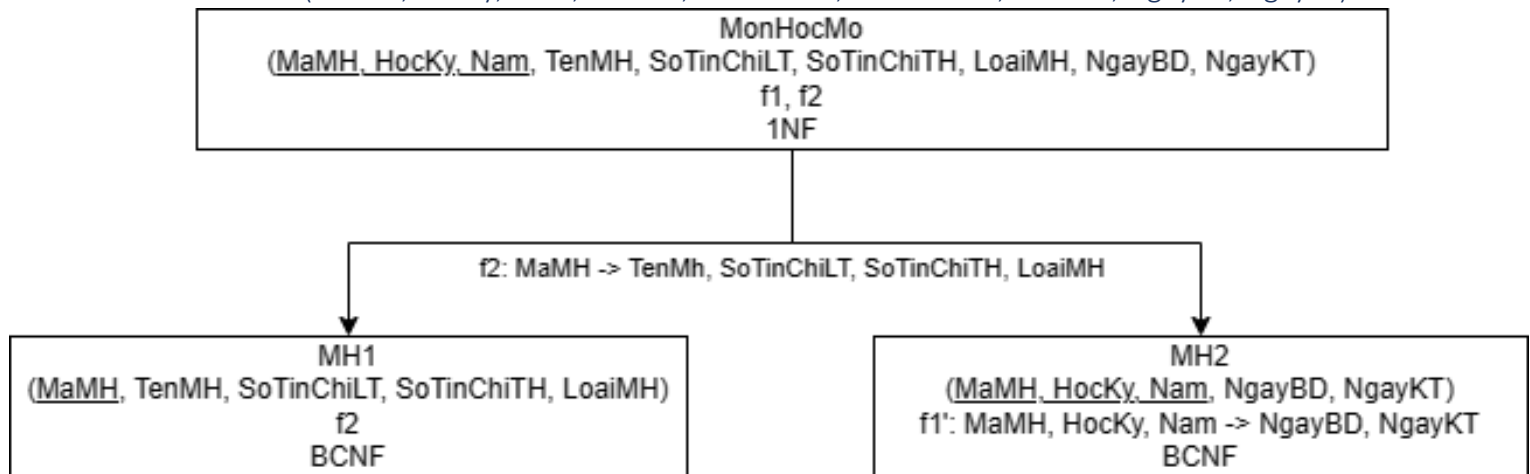 MonHocMo
(MaMH, HocKy, Nam, TenMH, SoTinChiLT, SoTinChiTH, LoaiMH, NgayBD, NgayKT)
f1, f2
1NF
f2: MaMH -> TenMh, SoTinChiLT, SoTinChiTH, LoaiMH
MH1
(MaMH, TenMH, SoTinChiLT, SoTinChiTH, LoaiMH)
f2
BCNF
MH2
(MaMH, HocKy, Nam, NgayBD, NgayKT)
f1': MaMH, HocKy, Nam -> NgayBD, NgayKT
BCNF